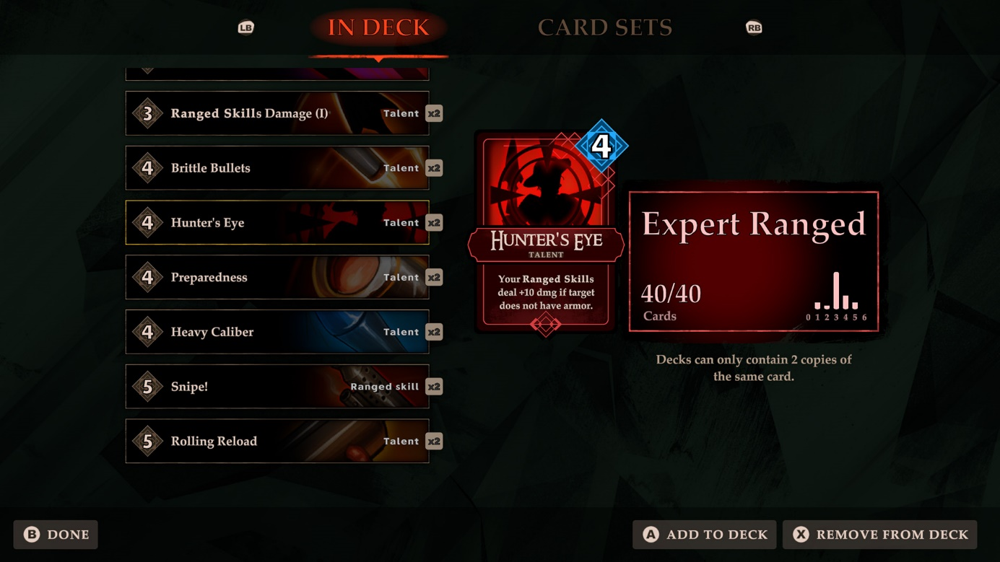 LB
IN DECK
CARD SETS
RB
3 Ranged Skills Damage (I) Talent x2
4 Brittle Bullets Talent x2
4 Hunter's Eye Talent x2
4 Preparedness Talent x2
4 Heavy Caliber Talent x2
5 Snipe! Ranged skill x2
5 Rolling Reload Talent x2
4
HUNTER'S EYE
TALENT
Your Ranged Skills
deal +10 dmg if target
does not have armor.
Expert Ranged
40/40
Cards
0 1 2 3 4 5 6
Decks can only contain 2 copies of
the same card.
B DONE
A ADD TO DECK
X REMOVE FROM DECK